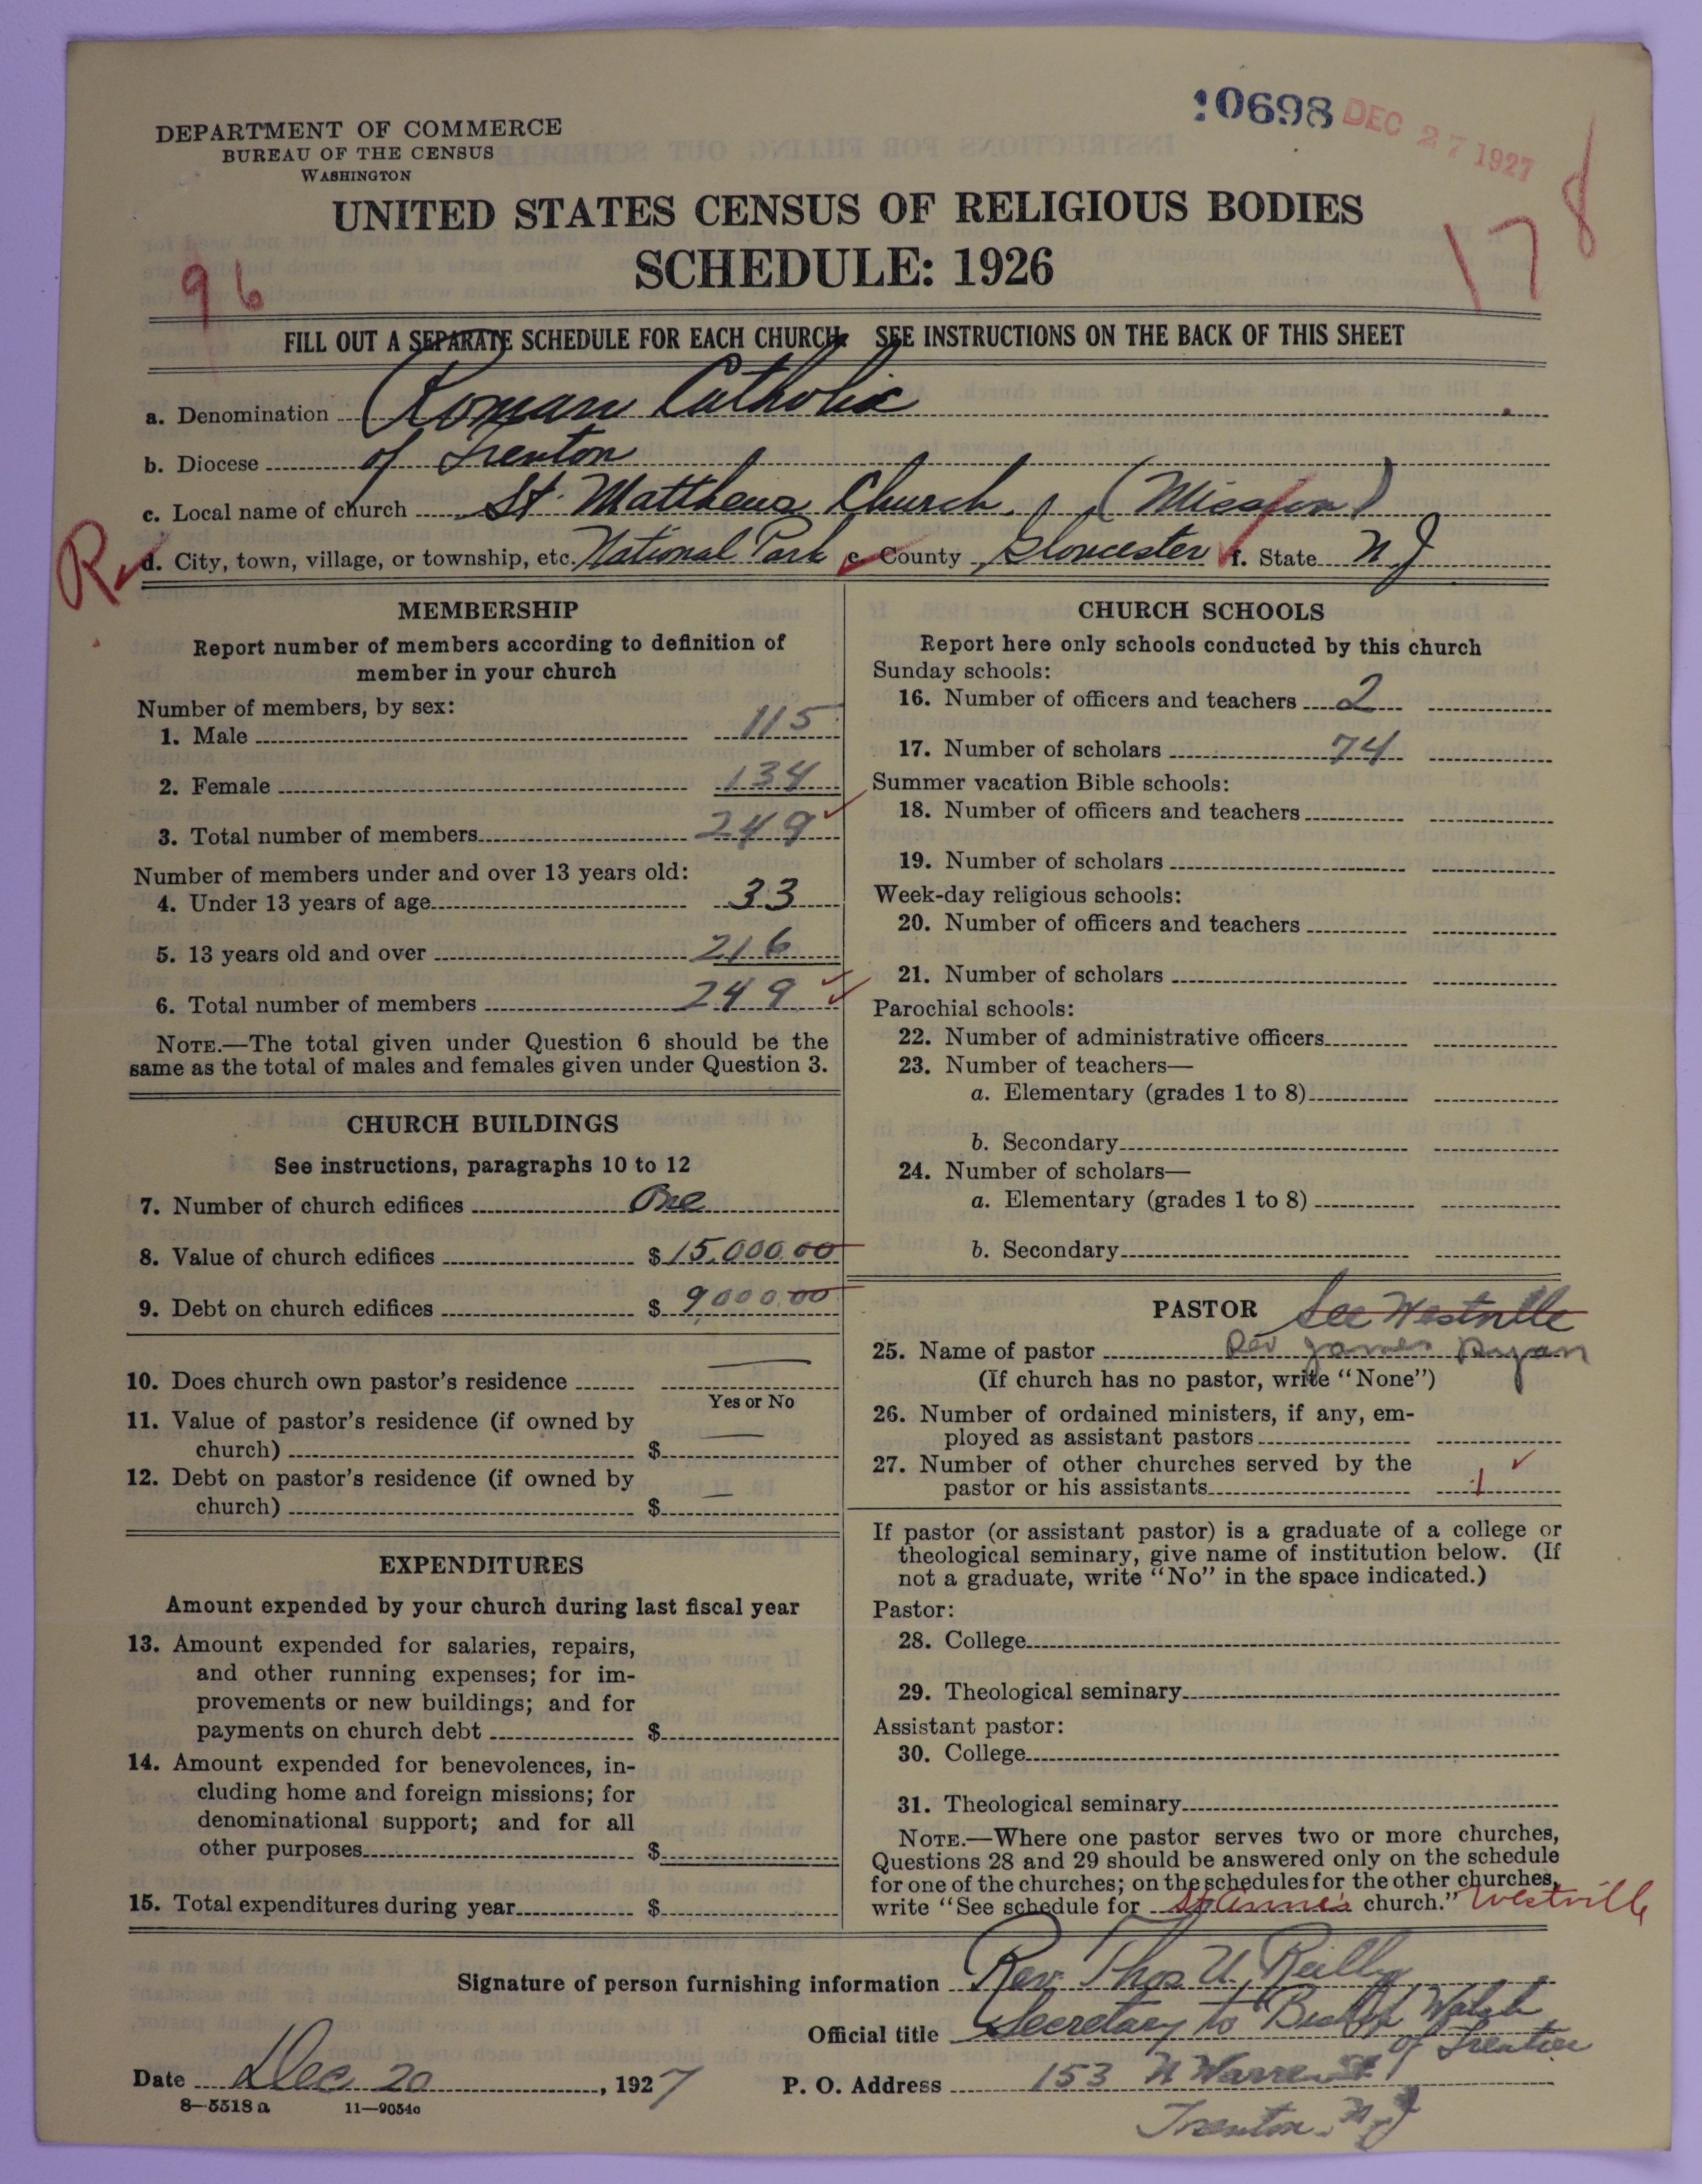 10698 DEC 27 1927
DEPARTMENT OF COMMERCE
BUREAU OF THE CENSUS
WASHINGTON
UNITED STATES CENSUS OF RELIGIOUS BODIES
SCHEDULE: 1926
96
178
FILL OUT A SEPARATE SCHEDULE FOR EACH CHURCH. SEE INSTRUCTIONS ON THE BACK OF THIS SHEET
a. Denomination Roman Catholic
b. Diocese of Trenton
c. Local name of church St. Matthews Church. (Mission)
R d. City, town, village, or township, etc. National Park e. County Gloucester f. State N J
MEMBERSHIP
Report number of members according to definition of
member in your church
Number of members, by sex:
1. Male 115
2. Female 134
3. Total number of members 249
Number of members under and over 13 years old:
4. Under 13 years of age 33
5. 13 years old and over 216
6. Total number of members 249
NOTE.—The total given under Question 6 should be the
same as the total of males and females given under Question 3.
CHURCH BUILDINGS
See instructions, paragraphs 10 to 12
7. Number of church edifices One
8. Value of church edifices $ 15,000.00
9. Debt on church edifices $ 9,000.00
10. Does church own pastor's residence —
Yes or No
11. Value of pastor's residence (if owned by
church) $ —
12. Debt on pastor's residence (if owned by
church) $ —
EXPENDITURES
Amount expended by your church during last fiscal year
13. Amount expended for salaries, repairs,
and other running expenses; for im-
provements or new buildings; and for
payments on church debt $
14. Amount expended for benevolences, in-
cluding home and foreign missions; for
denominational support; and for all
other purposes $
15. Total expenditures during year $
CHURCH SCHOOLS
Report here only schools conducted by this church
Sunday schools:
16. Number of officers and teachers 2
17. Number of scholars 74
Summer vacation Bible schools:
18. Number of officers and teachers
19. Number of scholars
Week-day religious schools:
20. Number of officers and teachers
21. Number of scholars
Parochial schools:
22. Number of administrative officers
23. Number of teachers—
a. Elementary (grades 1 to 8)
b. Secondary
24. Number of scholars—
a. Elementary (grades 1 to 8)
b. Secondary
PASTOR See Westville
25. Name of pastor Rev James Ryan
(If church has no pastor, write "None")
26. Number of ordained ministers, if any, em-
ployed as assistant pastors
27. Number of other churches served by the
pastor or his assistants 1
If pastor (or assistant pastor) is a graduate of a college or
theological seminary, give name of institution below. (If
not a graduate, write "No" in the space indicated.)
Pastor:
28. College
29. Theological seminary
Assistant pastor:
30. College
31. Theological seminary
NOTE.—Where one pastor serves two or more churches,
Questions 28 and 29 should be answered only on the schedule
for one of the churches; on the schedules for the other churches,
write "See schedule for St Anne's church." Westville
Signature of person furnishing information Rev. Thos U. Reilly
Official title Secretary to Bishop Walsh
of Trenton
Date Dec 20, 1927 P. O. Address 153 N Warren St
8—5518 a 11—9054c
Trenton. N J